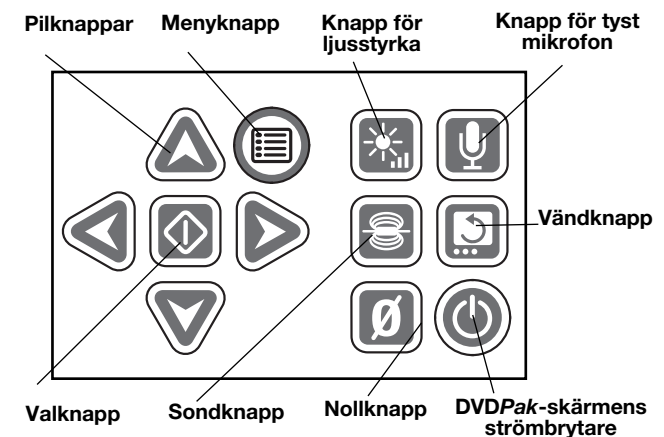 Pilknappar
Menyknapp
Knapp för
ljusstyrka
Knapp för tyst
mikrofon
Vändknapp
Valknapp
Sondknapp
Nollknapp
DVDPak-skärmens
strömbrytare